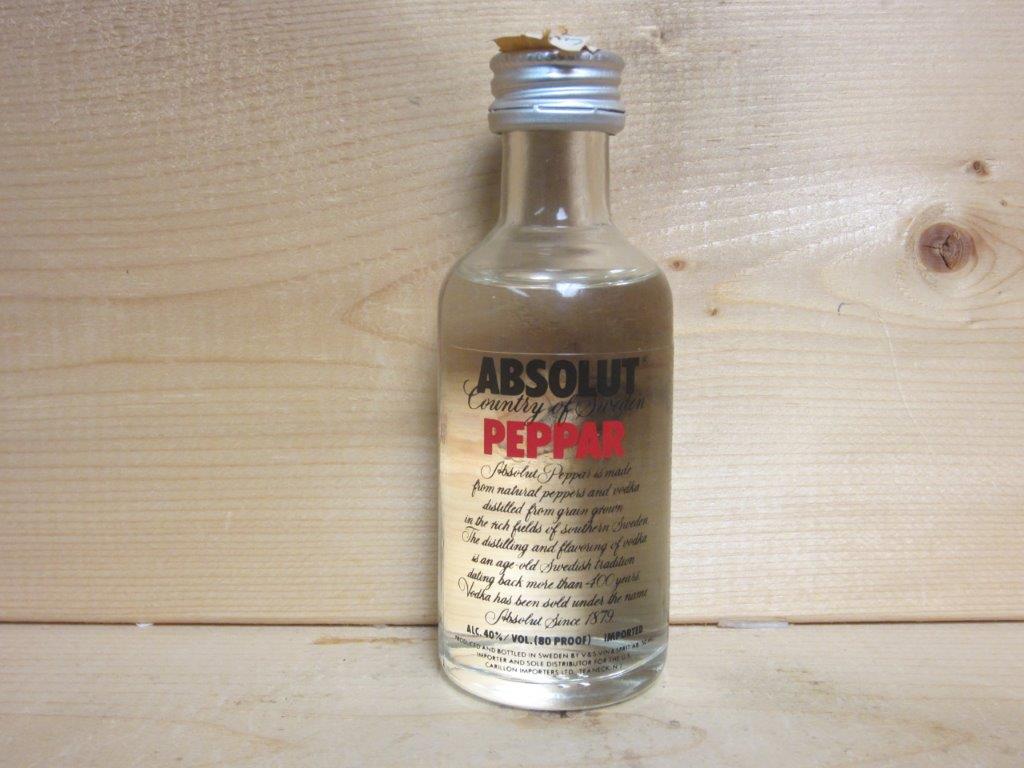 ABSOLUT®
Country of Sweden
PEPPAR
Absolut Peppar is made
from natural peppers and vodka
distilled from grain grown
in the rich fields of southern Sweden
The distilling and flavoring of vodka
is an age-old Swedish tradition
dating back more than 400 years.
Vodka has been sold under the name
Absolut Since 1879.
ALC. 40% / VOL. (80 PROOF) IMPORTED
PRODUCED AND BOTTLED IN SWEDEN BY V&S VIN & SPRIT AB
IMPORTER AND SOLE DISTRIBUTOR FOR THE U.S.
CARILLON IMPORTERS LTD. TEANECK, N.J.